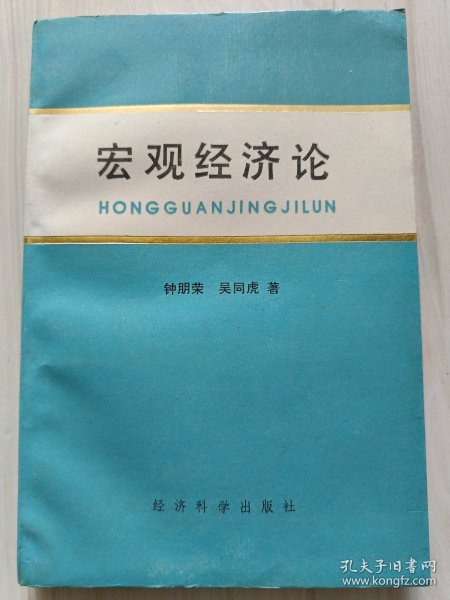 宏观经济论
HONGGUANJINGJILUN
钟朋荣 吴同虎 著
经济科学出版社
孔夫子旧书网
www.kongfz.com